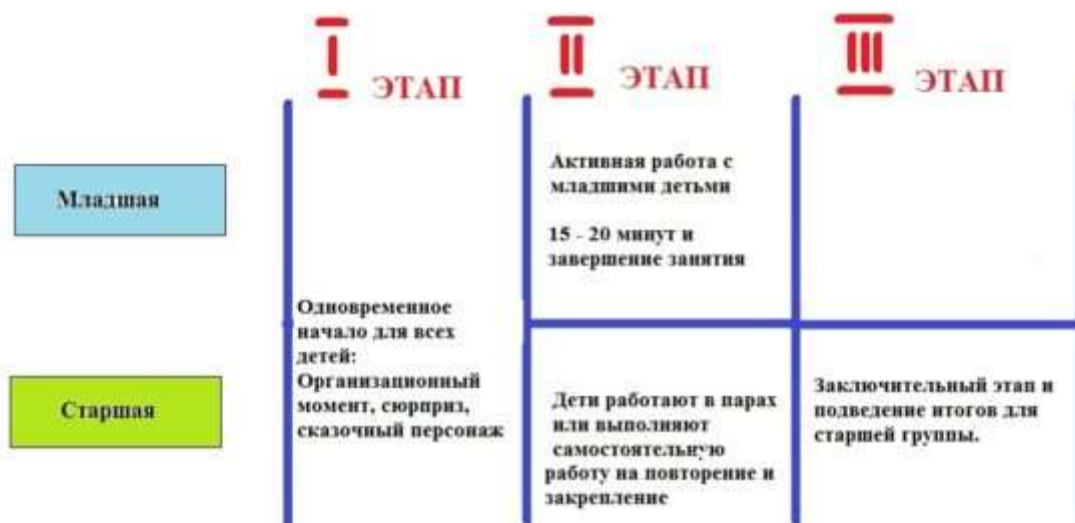 I ЭТАП
II ЭТАП
III ЭТАП
Младшая
Активная работа с
младшими детьми
15 - 20 минут и
завершение занятия
Одновременное
начало для всех
детей:
Организационный
момент, сюрприз,
сказочный персонаж
Старшая
Дети работают в парах
или выполняют
самостоятельную
работу на повторение и
закрепление
Заключительный этап и
подведение итогов для
старшей группы.